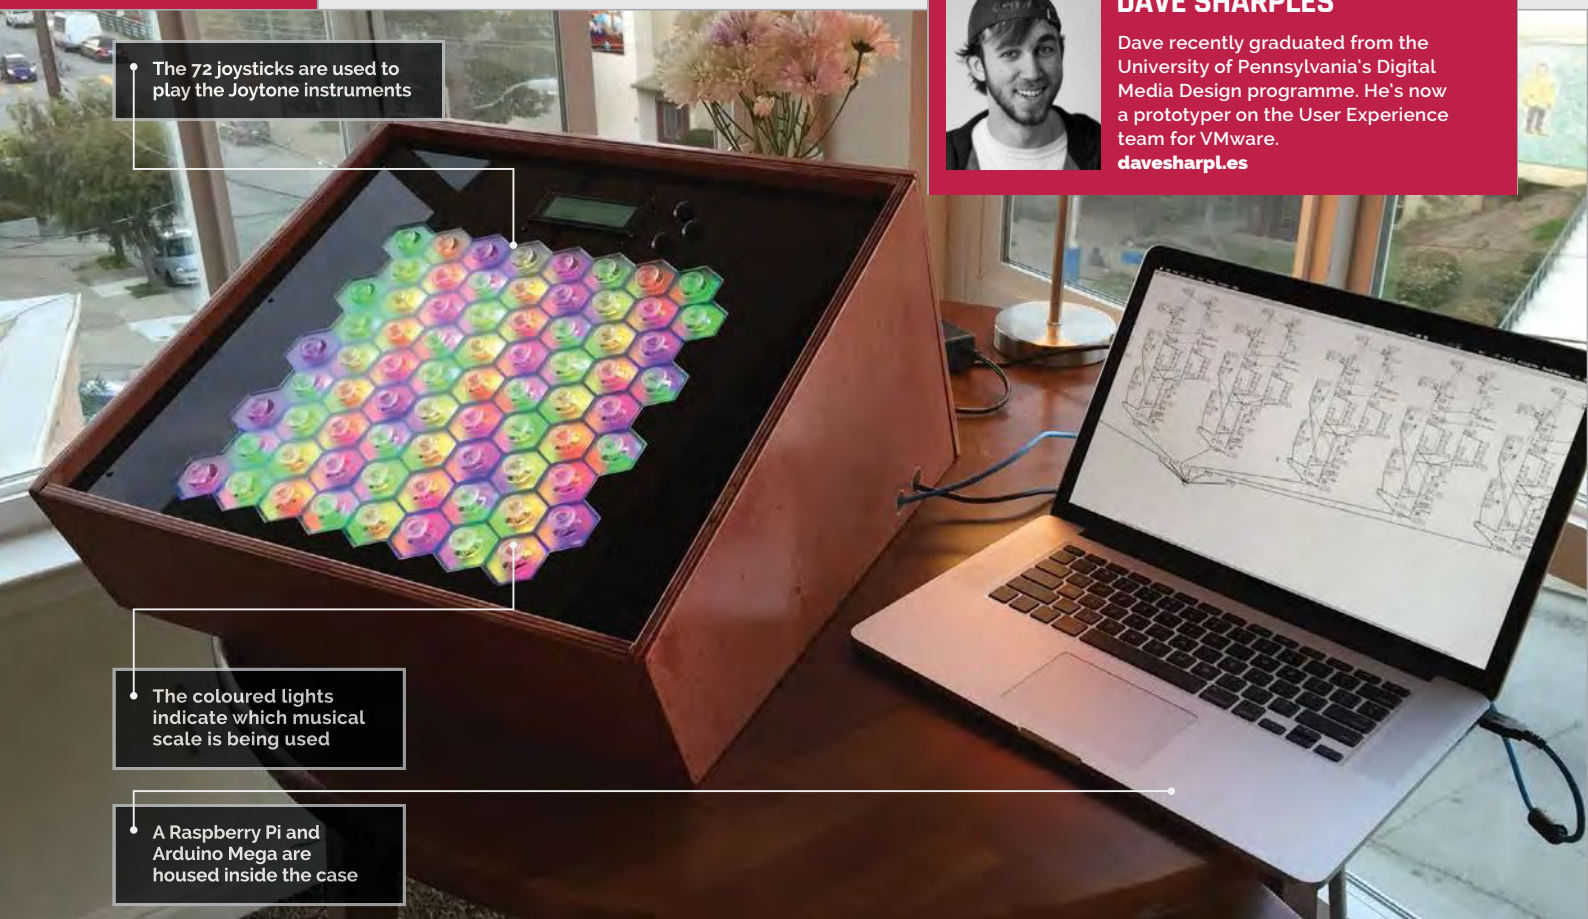 The 72 joysticks are used to
play the Joytone instruments
DAVE SHARPLES
Dave recently graduated from the
University of Pennsylvania's Digital
Media Design programme. He's now
a prototyper on the User Experience
team for VMware.
davesharpl.es
The coloured lights
indicate which musical
scale is being used
A Raspberry Pi and
Arduino Mega are
housed inside the case